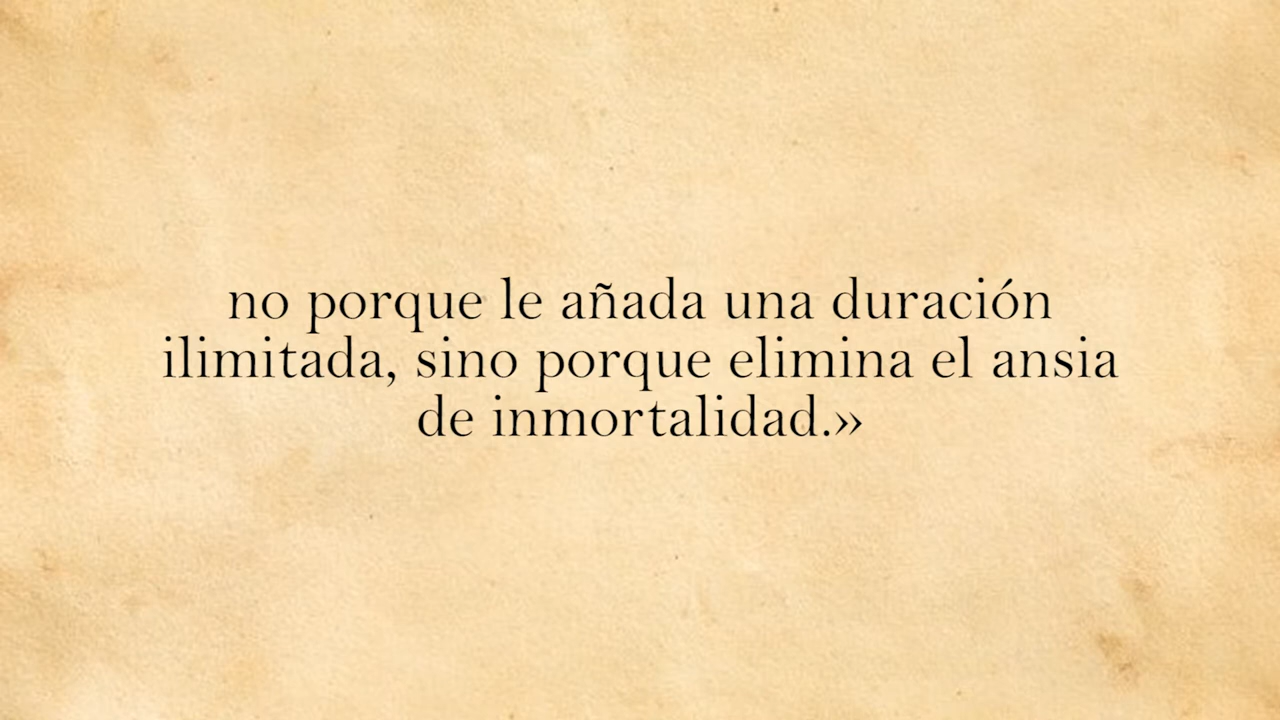 no porque le añada una duración
ilimitada, sino porque elimina el ansia
de inmortalidad.»